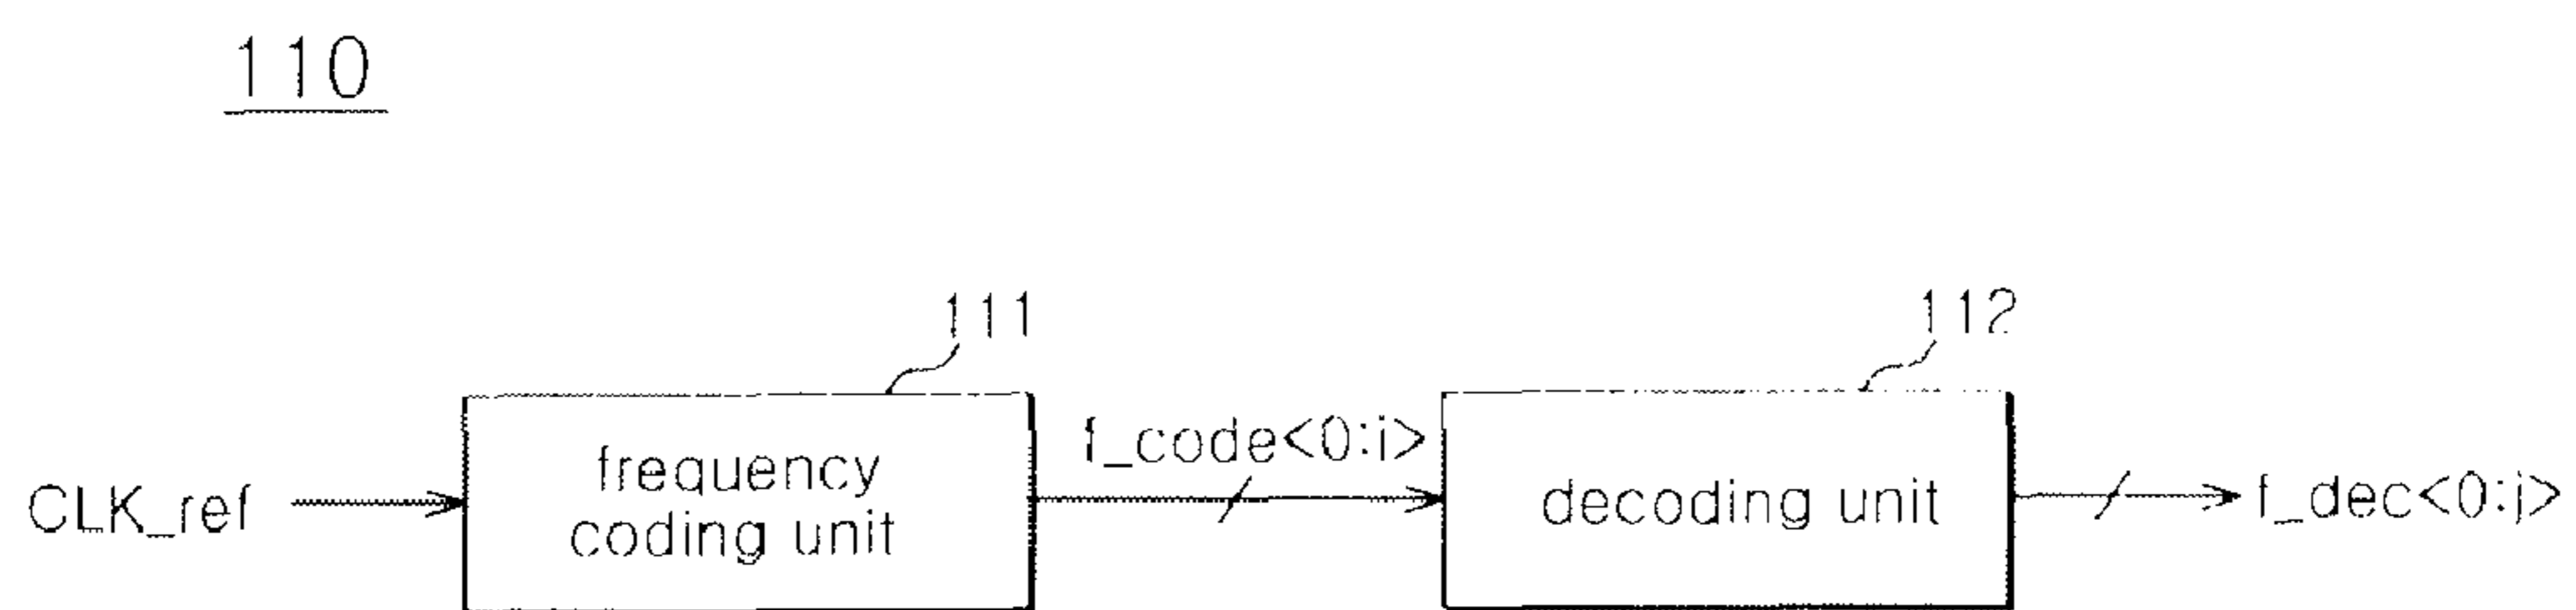 110
111
112
CLK_ref
frequency
coding unit
f_code<0:i>
decoding unit
f_dec<0:j>